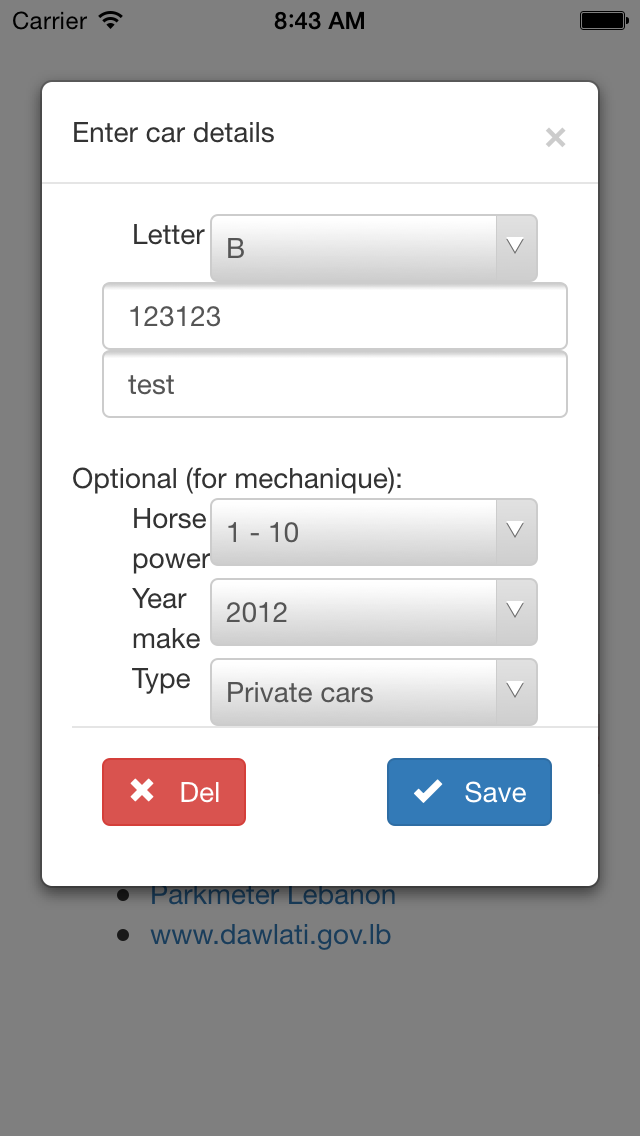 Carrier 8:43 AM
Enter car details ×
Letter B
123123
test
Optional (for mechanique):
Horse power 1 - 10
Year make 2012
Type Private cars
Del Save
Parkmeter Lebanon
www.dawlati.gov.lb